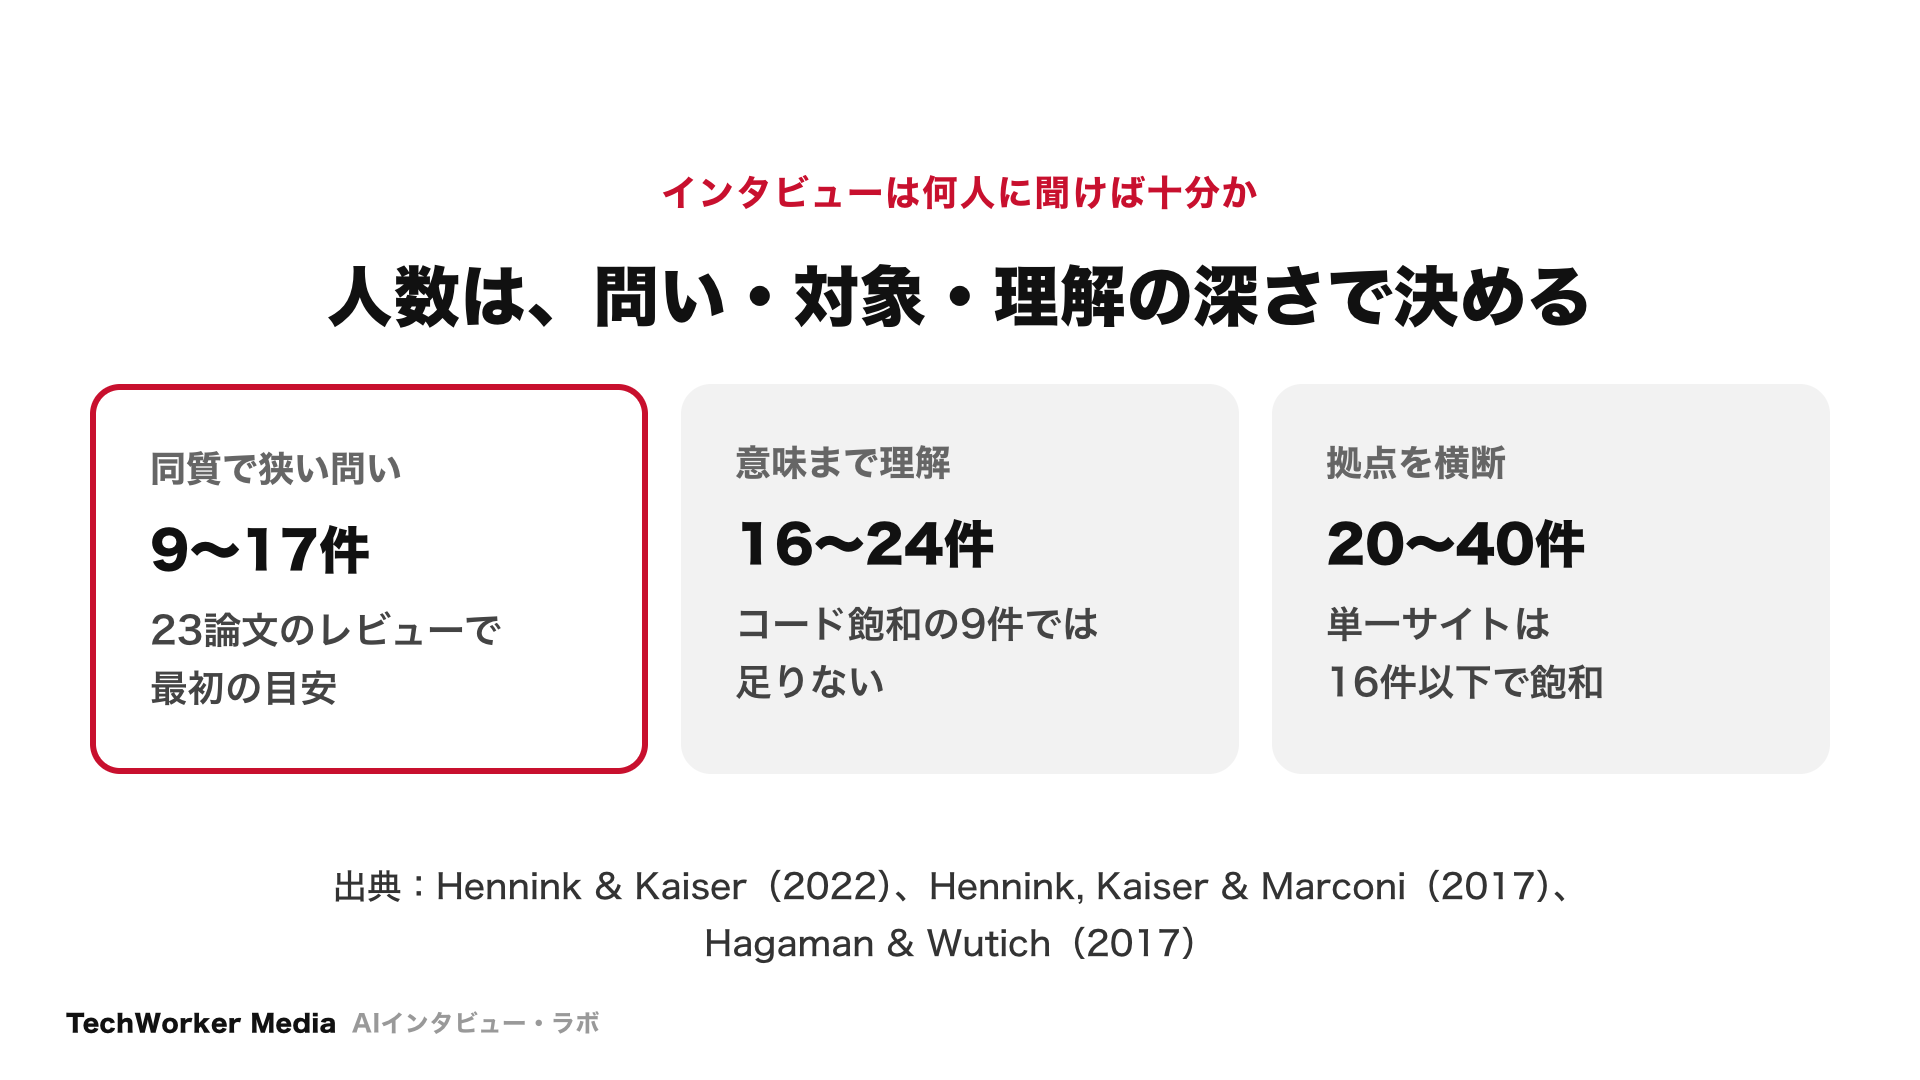 インタビューは何人に聞けば十分か
人数は、問い・対象・理解の深さで決める
同質で狭い問い
9〜17件
23論文のレビューで
最初の目安
意味まで理解
16〜24件
コード飽和の9件では
足りない
拠点を横断
20〜40件
単一サイトは
16件以下で飽和
出典：Hennink & Kaiser（2022）、Hennink, Kaiser & Marconi（2017）、
Hagaman & Wutich（2017）
TechWorker Media AIインタビュー・ラボ